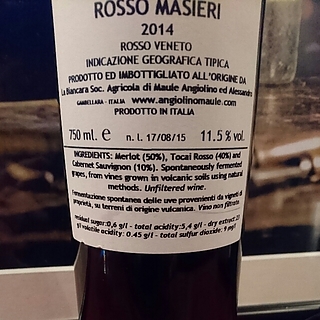 ROSSO MASIERI
2014
ROSSO VENETO
INDICAZIONE GEOGRAFICA TIPICA
PRODOTTO ED IMBOTTIGLIATO ALL'ORIGINE DA
La Biancara Soc. Agricola di Maule Angiolino ed Alessandro
GAMBELLARA - ITALIA www.angiolinomaule.com
PRODOTTO IN ITALIA
750 ml. e n. l. 17/08/15 11.5 % vol.
INGREDIENTS: Merlot (50%), Tocai Rosso (40%) and
Cabernet Sauvignon (10%). Spontaneously fermented
grapes, from vines grown in volcanic soils using natural
methods. Unfiltered wine.
Fermentazione spontanea delle uve provenienti da vigneti di
proprietà, su terreni di origine vulcanica. Vino non filtrato.
residual sugar:0,6 g/l - total acidity:5,4 g/l - dry extract:23
g/l volatile acidity: 0.45 g/l - total sulfur dioxide: 9 mg/l